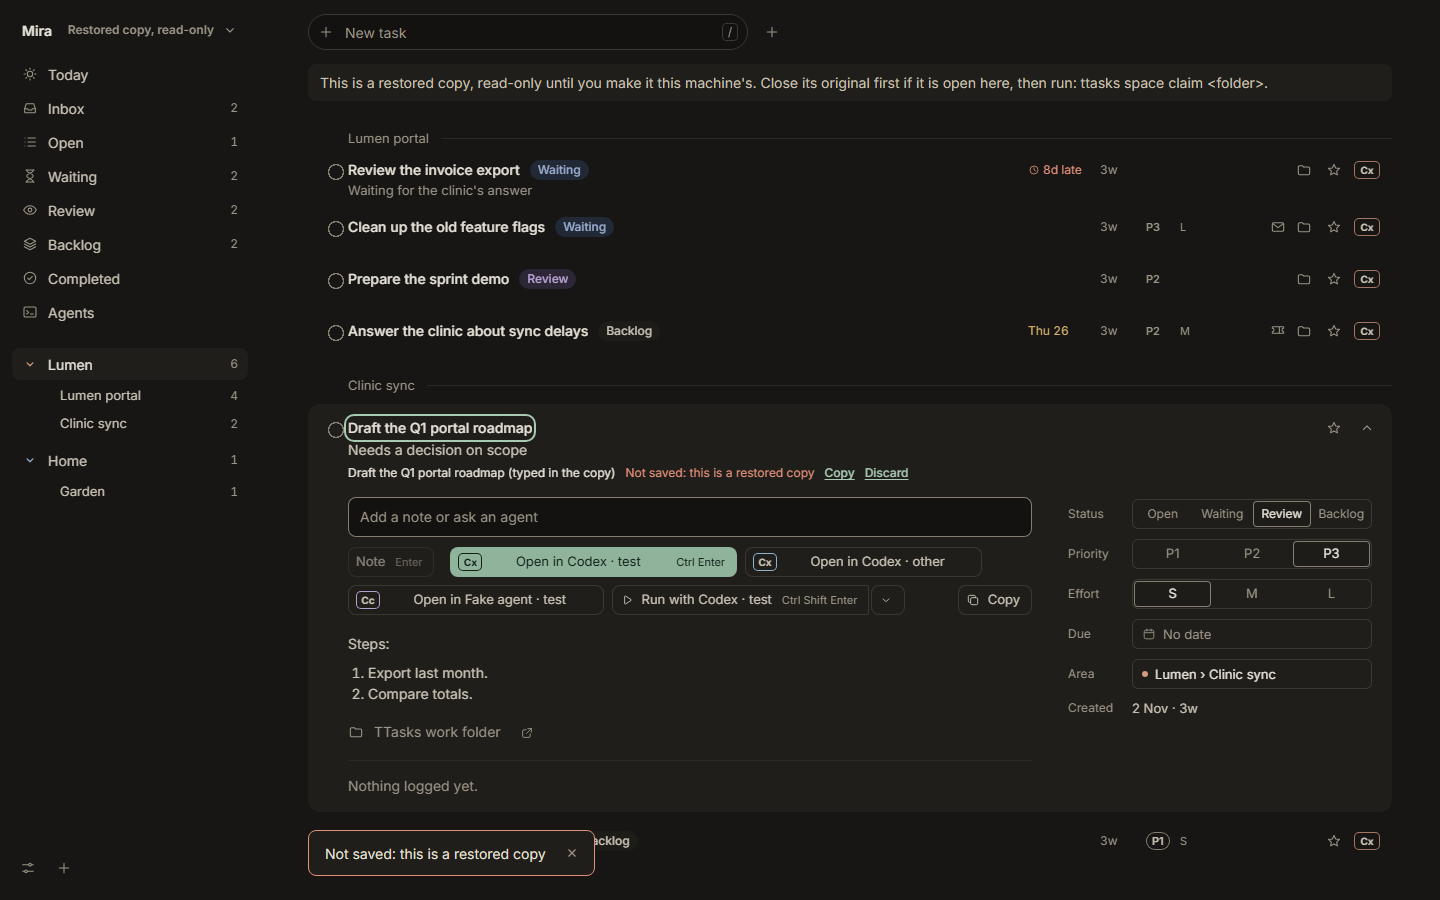 Mira Restored copy, read-only
Today
Inbox 2
Open 1
Waiting 2
Review 2
Backlog 2
Completed
Agents
Lumen 6
Lumen portal 4
Clinic sync 2
Home 1
Garden 1
New task /
This is a restored copy, read-only until you make it this machine's. Close its original first if it is open here, then run: ttasks space claim <folder>.
Lumen portal
Review the invoice export Waiting 8d late 3w Cx
Waiting for the clinic's answer
Clean up the old feature flags Waiting 3w P3 L Cx
Prepare the sprint demo Review 3w P2 Cx
Answer the clinic about sync delays Backlog Thu 26 3w P2 M Cx
Clinic sync
Draft the Q1 portal roadmap
Needs a decision on scope
Draft the Q1 portal roadmap (typed in the copy) Not saved: this is a restored copy Copy Discard
Add a note or ask an agent
Note Enter Cx Open in Codex · test Ctrl Enter Cx Open in Codex · other
Cc Open in Fake agent · test Run with Codex · test Ctrl Shift Enter Copy
Steps:
1. Export last month.
2. Compare totals.
TTasks work folder
Nothing logged yet.
Status Open Waiting Review Backlog
Priority P1 P2 P3
Effort S M L
Due No date
Area Lumen › Clinic sync
Created 2 Nov · 3w
acklog 3w P1 S Cx
Not saved: this is a restored copy ×